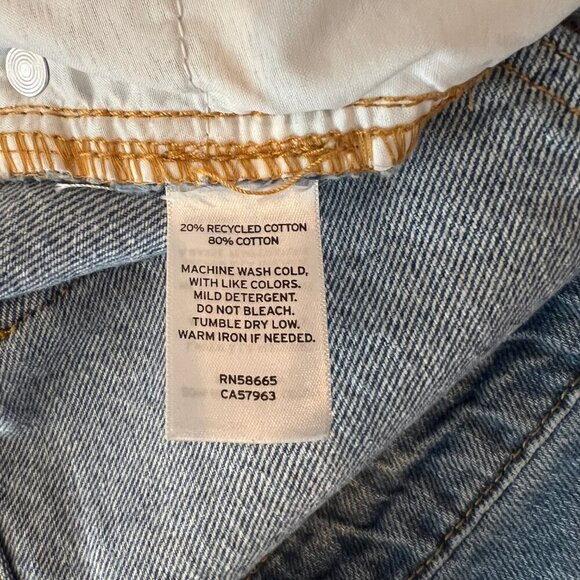 20% RECYCLED COTTON
80% COTTON
MACHINE WASH COLD,
WITH LIKE COLORS.
MILD DETERGENT.
DO NOT BLEACH.
TUMBLE DRY LOW.
WARM IRON IF NEEDED.
RN58665
CA57963